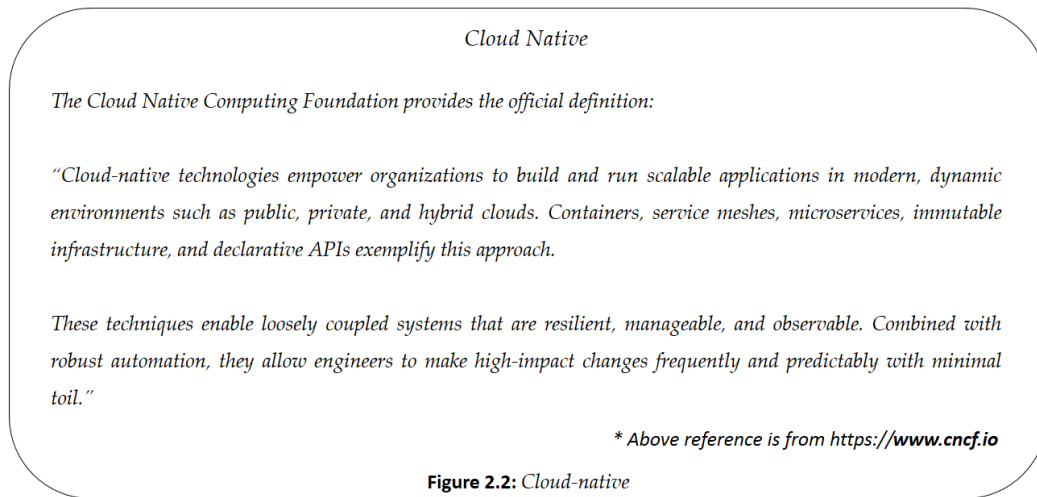 Cloud Native
The Cloud Native Computing Foundation provides the official definition:
“Cloud-native technologies empower organizations to build and run scalable applications in modern, dynamic
environments such as public, private, and hybrid clouds. Containers, service meshes, microservices, immutable
infrastructure, and declarative APIs exemplify this approach.
These techniques enable loosely coupled systems that are resilient, manageable, and observable. Combined with
robust automation, they allow engineers to make high-impact changes frequently and predictably with minimal
toil.”
* Above reference is from https://www.cncf.io
Figure 2.2: Cloud-native